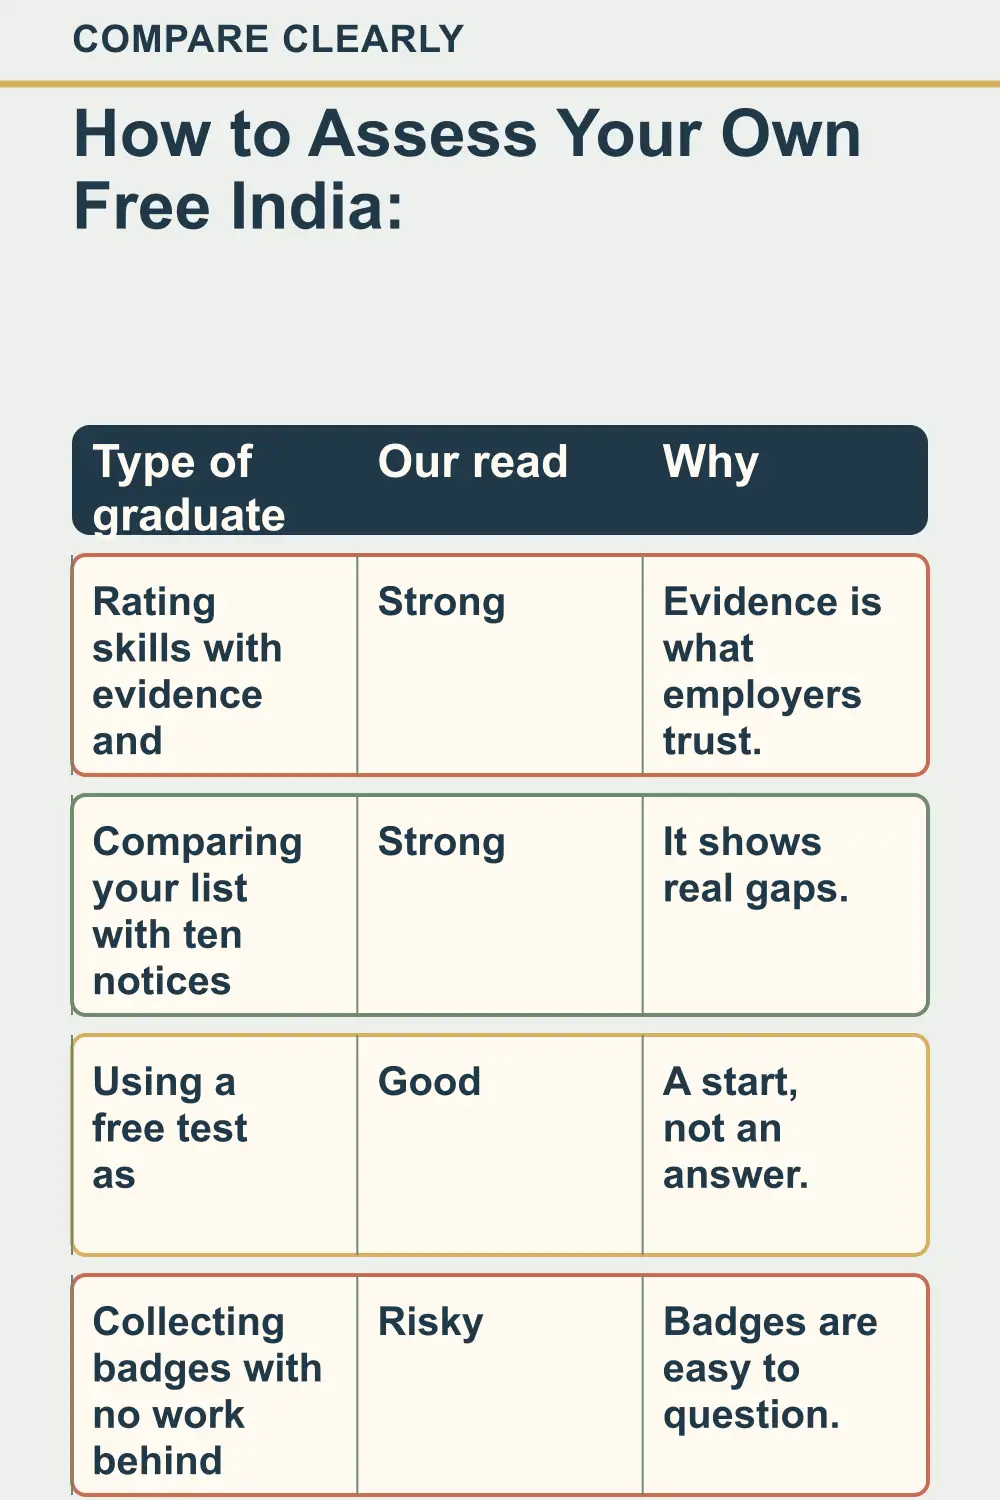 COMPARE CLEARLY
How to Assess Your Own
Free India:
Type of
graduate
Our read
Why
Rating
skills with
evidence
and
Strong
Evidence is
what
employers
trust.
Comparing
your list
with ten
notices
Strong
It shows
real gaps.
Using a
free test
as
Good
A start,
not an
answer.
Collecting
badges with
no work
behind
Risky
Badges are
easy to
question.